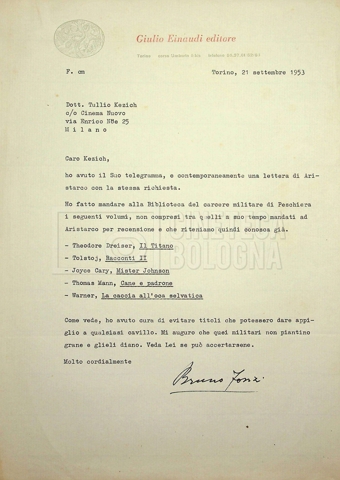 Giulio Einaudi editore
Torino, 21 settembre 1953
Dott. Tullio Kezich
c/o Cinema Nuovo
via Enrico Nöe 25
Milano
Caro Kezich,
ho avuto il Suo telegramma, e contemporaneamente una lettera di Ari-
starco con la stessa richiesta.
Ho fatto mandare alla Biblioteca del carcere militare di Peschiera
i seguenti volumi, non compresi tra quelli a suo tempo mandati ad
Aristarco per recensione e che riteniamo quindi conosca già.
- Theodore Dreiser, Il Titano
- Tolstoj, Racconti II
- Joyce Cary, Mister Johnson
- Thomas Mann, Cane e padrone
- Warner, La caccia all'oca selvatica
Come vede, ho avuto cura di evitare titoli che potessero dare appi-
glio a qualsiasi cavillo. Mi auguro che quei militari non piantino
grane e glieli diano. Veda Lei se può accertarsene.
Molto cordialmente
BOLOGNA